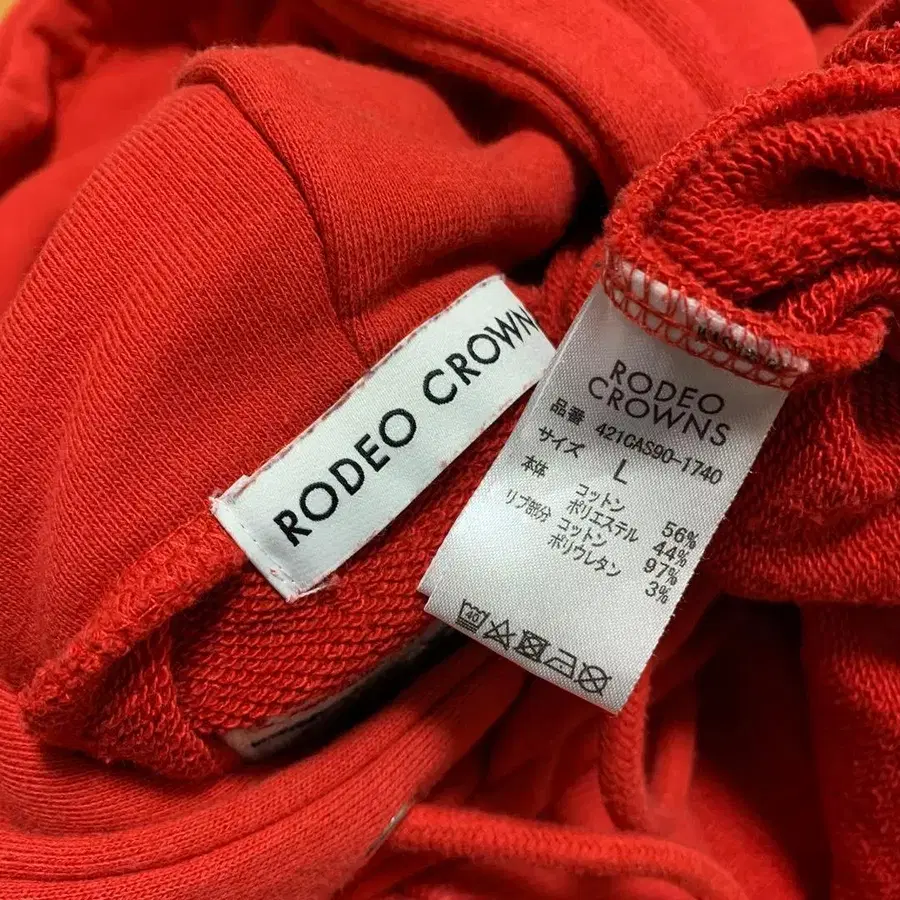 RODEO CROWN
RODEO
CROWNS
品番 421CAS90-1740
サイズ L
本体 コットン 56%
ポリエステル 44%
リブ部分 コットン 97%
ポリウレタン 3%
40